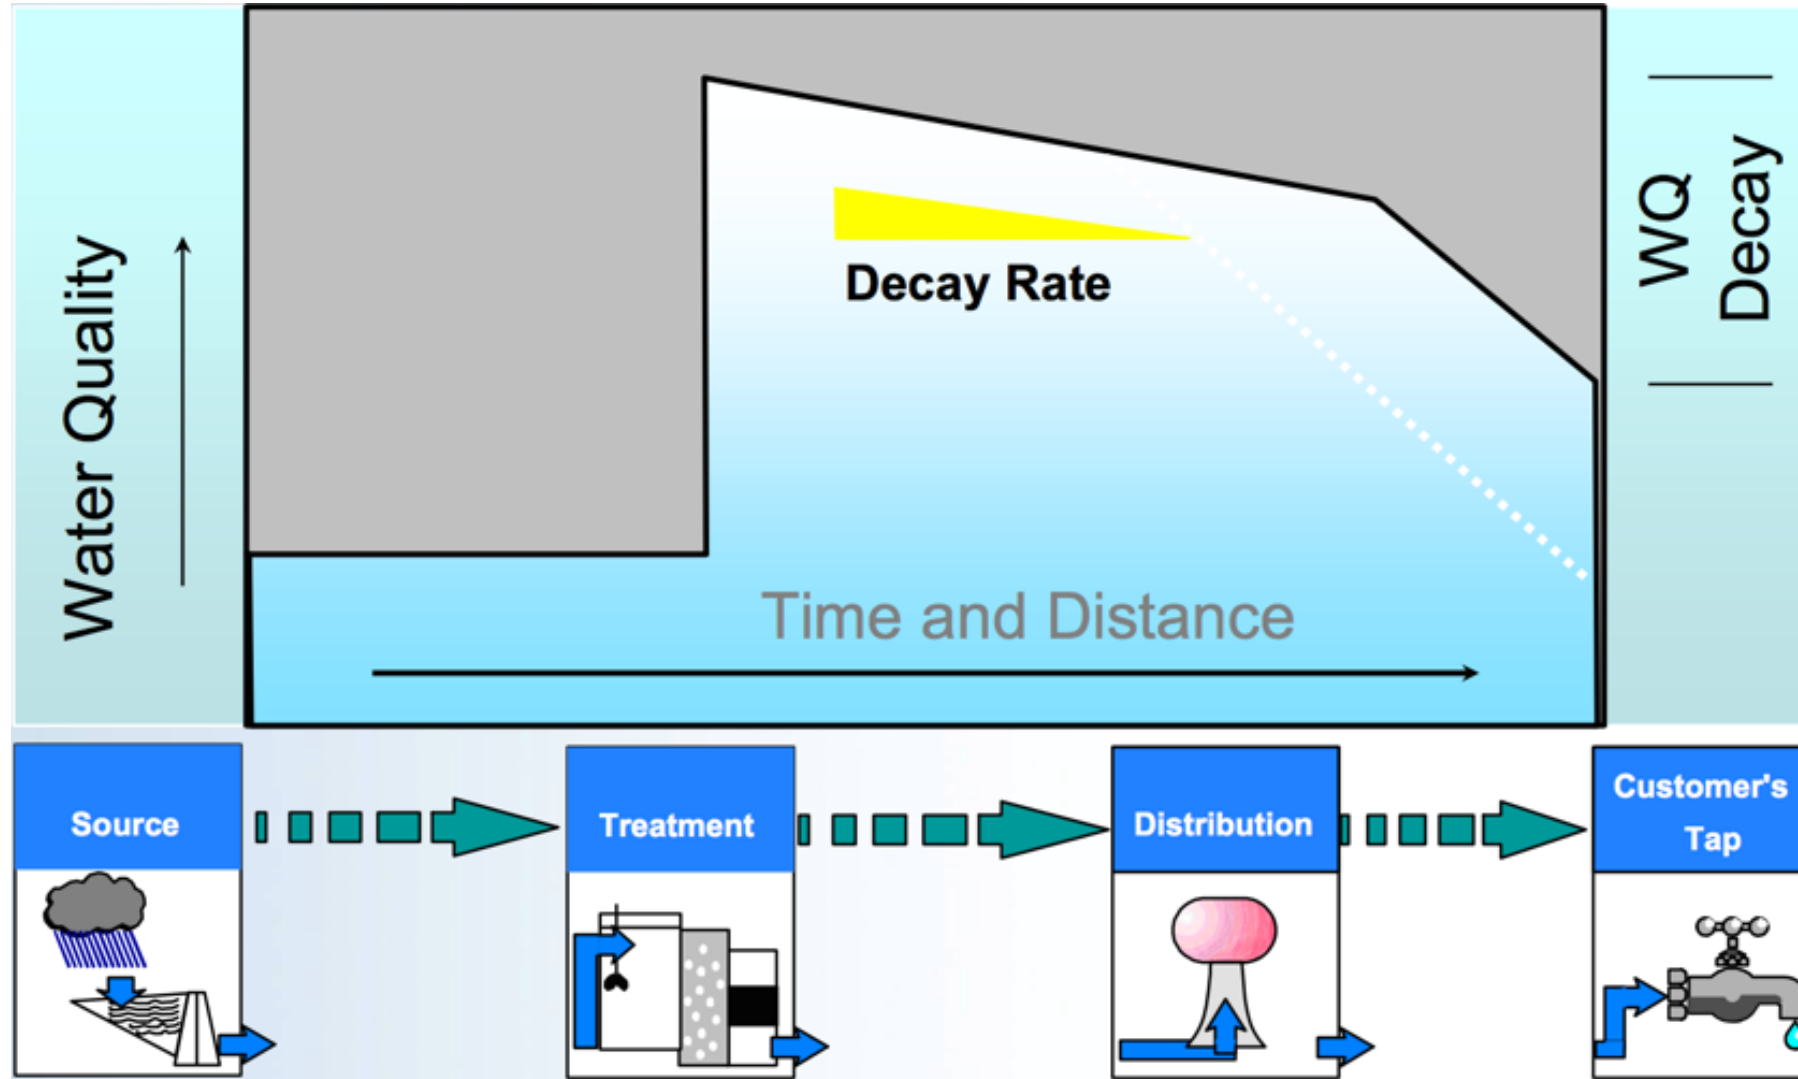 Water Quality
WQ
Decay
Decay Rate
Time and Distance
Source
Treatment
Distribution
Customer's
Tap